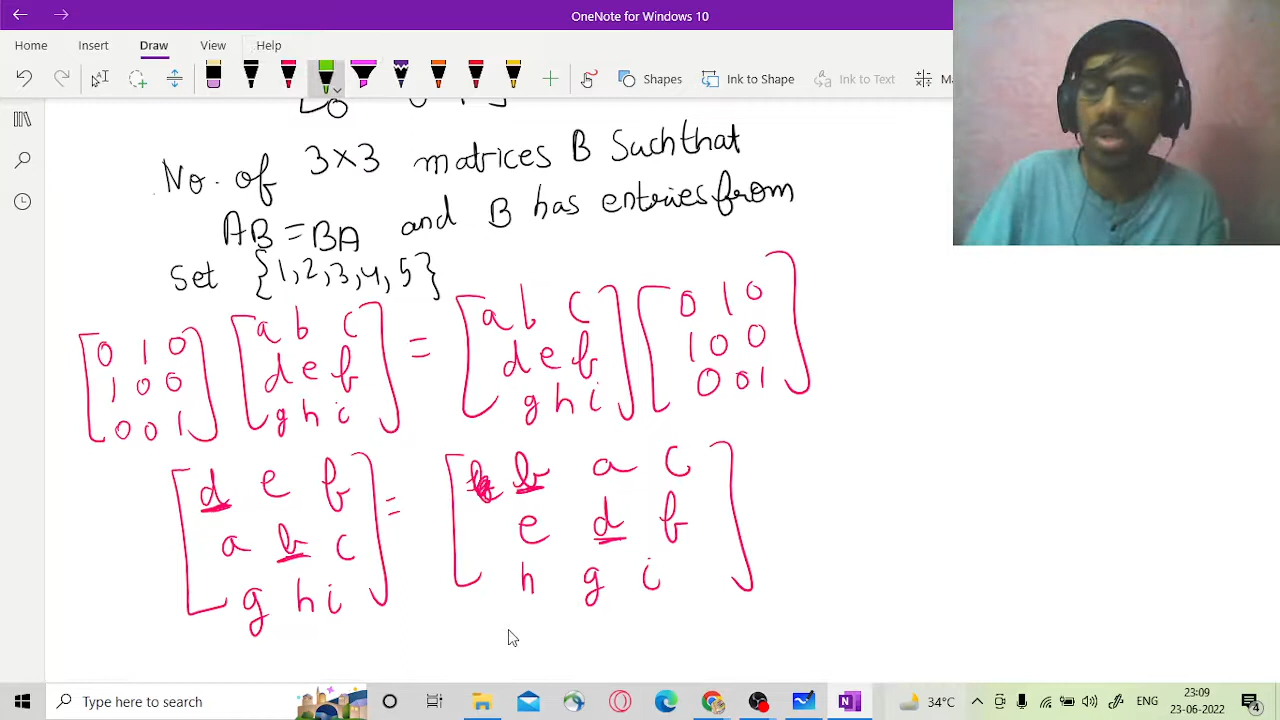 OneNote for Windows 10
Home Insert Draw View Help
Shapes Ink to Shape Ink to Text Ma
No. of 3×3 matrices B Such that
AB = BA and B has entries from
Set {1,2,3,4,5}
[0 1 0 [a b c = [a b c [0 1 0
1 0 0 d e f d e f 1 0 0
0 0 1] g h i] g h i] 0 0 1]
[d e f = [b a c
a b c e d f
g h i] h g i]
Type here to search
34°C
23:09
23-06-2022